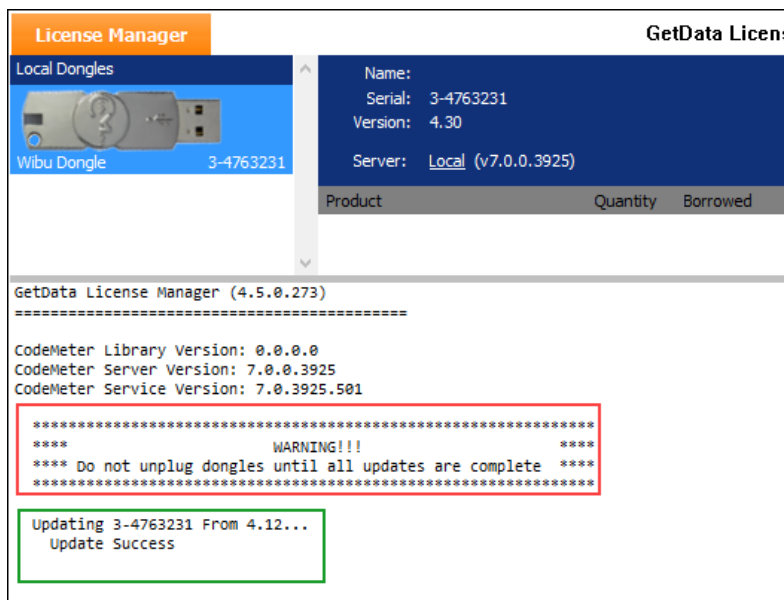 License Manager
GetData Licens
Local Dongles
Wibu Dongle 3-4763231
Name:
Serial: 3-4763231
Version: 4.30
Server: Local (v7.0.0.3925)
Product Quantity Borrowed
GetData License Manager (4.5.0.273)
============================================
CodeMeter Library Version: 0.0.0.0
CodeMeter Server Version: 7.0.0.3925
CodeMeter Service Version: 7.0.3925.501
***************************************************************
**** WARNING!!! ****
**** Do not unplug dongles until all updates are complete ****
***************************************************************
Updating 3-4763231 From 4.12...
Update Success